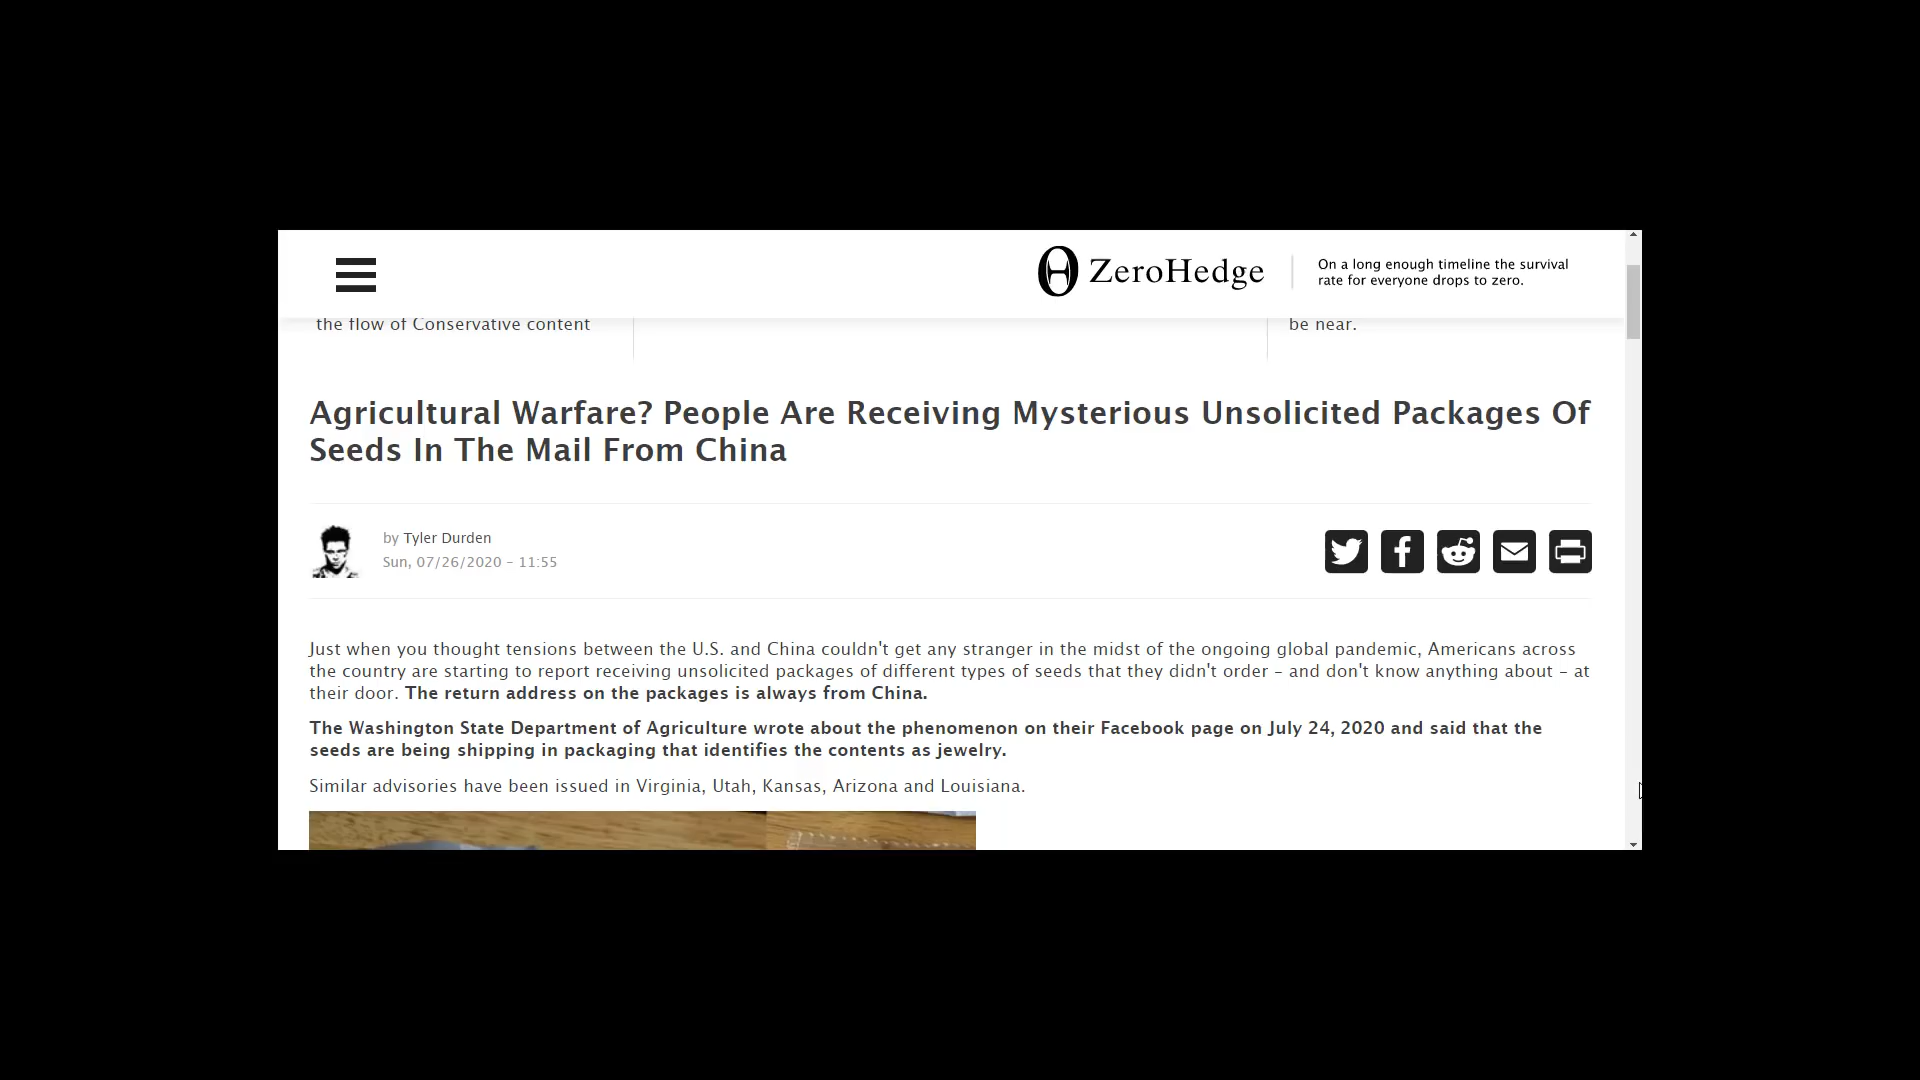 ZeroHedge
On a long enough timeline the survival
rate for everyone drops to zero.
the flow of Conservative content
be near.
Agricultural Warfare? People Are Receiving Mysterious Unsolicited Packages Of
Seeds In The Mail From China
by Tyler Durden
Sun, 07/26/2020 - 11:55
Just when you thought tensions between the U.S. and China couldn't get any stranger in the midst of the ongoing global pandemic, Americans across
the country are starting to report receiving unsolicited packages of different types of seeds that they didn't order – and don't know anything about – at
their door. The return address on the packages is always from China.
The Washington State Department of Agriculture wrote about the phenomenon on their Facebook page on July 24, 2020 and said that the
seeds are being shipping in packaging that identifies the contents as jewelry.
Similar advisories have been issued in Virginia, Utah, Kansas, Arizona and Louisiana.